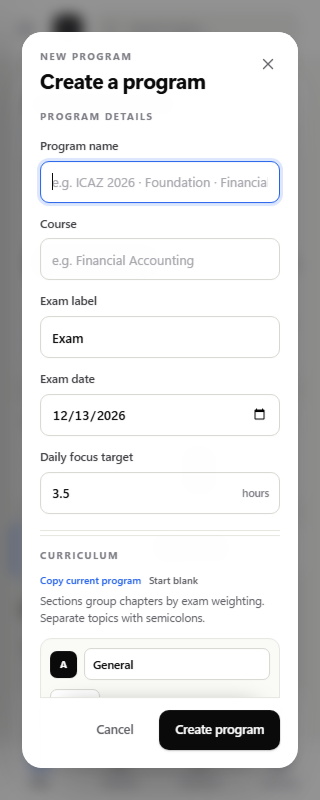 NEW PROGRAM
Create a program
PROGRAM DETAILS
Program name
e.g. ICAZ 2026 · Foundation · Financia
Course
e.g. Financial Accounting
Exam label
Exam
Exam date
12/13/2026
Daily focus target
3.5 hours
CURRICULUM
Copy current program Start blank
Sections group chapters by exam weighting.
Separate topics with semicolons.
A General
Cancel Create program